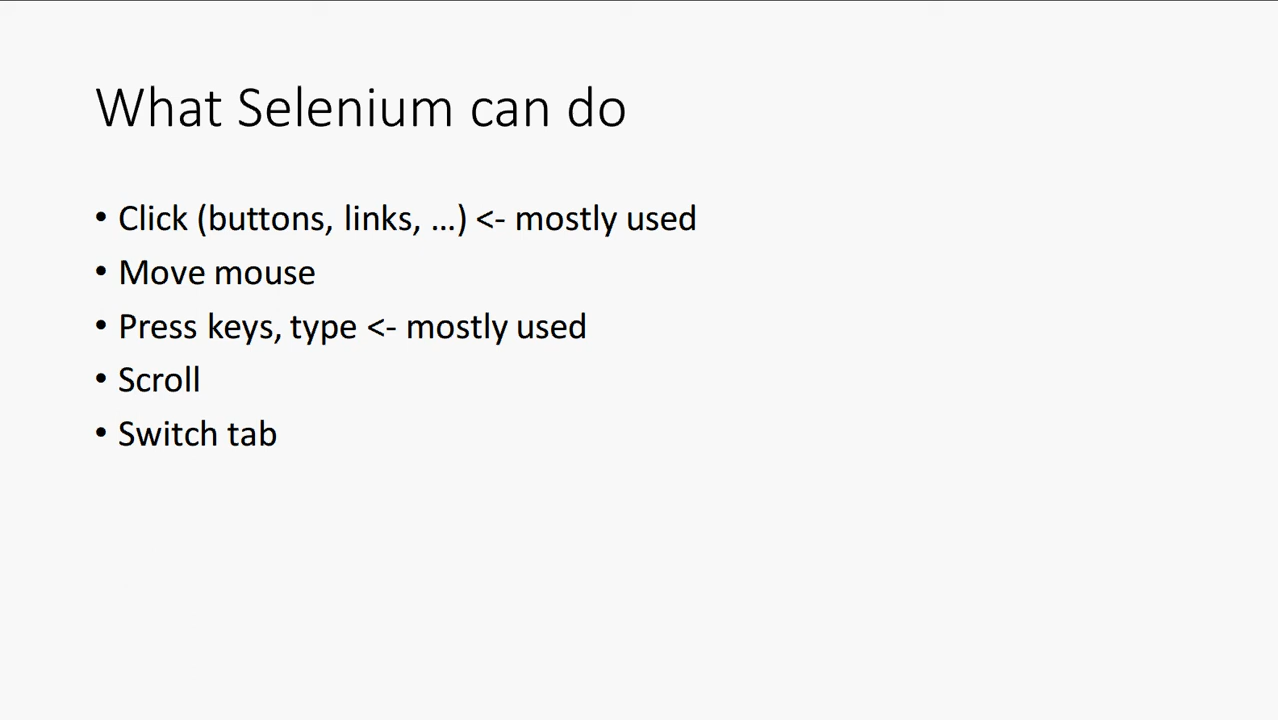 What Selenium can do
• Click (buttons, links, …) <- mostly used
• Move mouse
• Press keys, type <- mostly used
• Scroll
• Switch tab